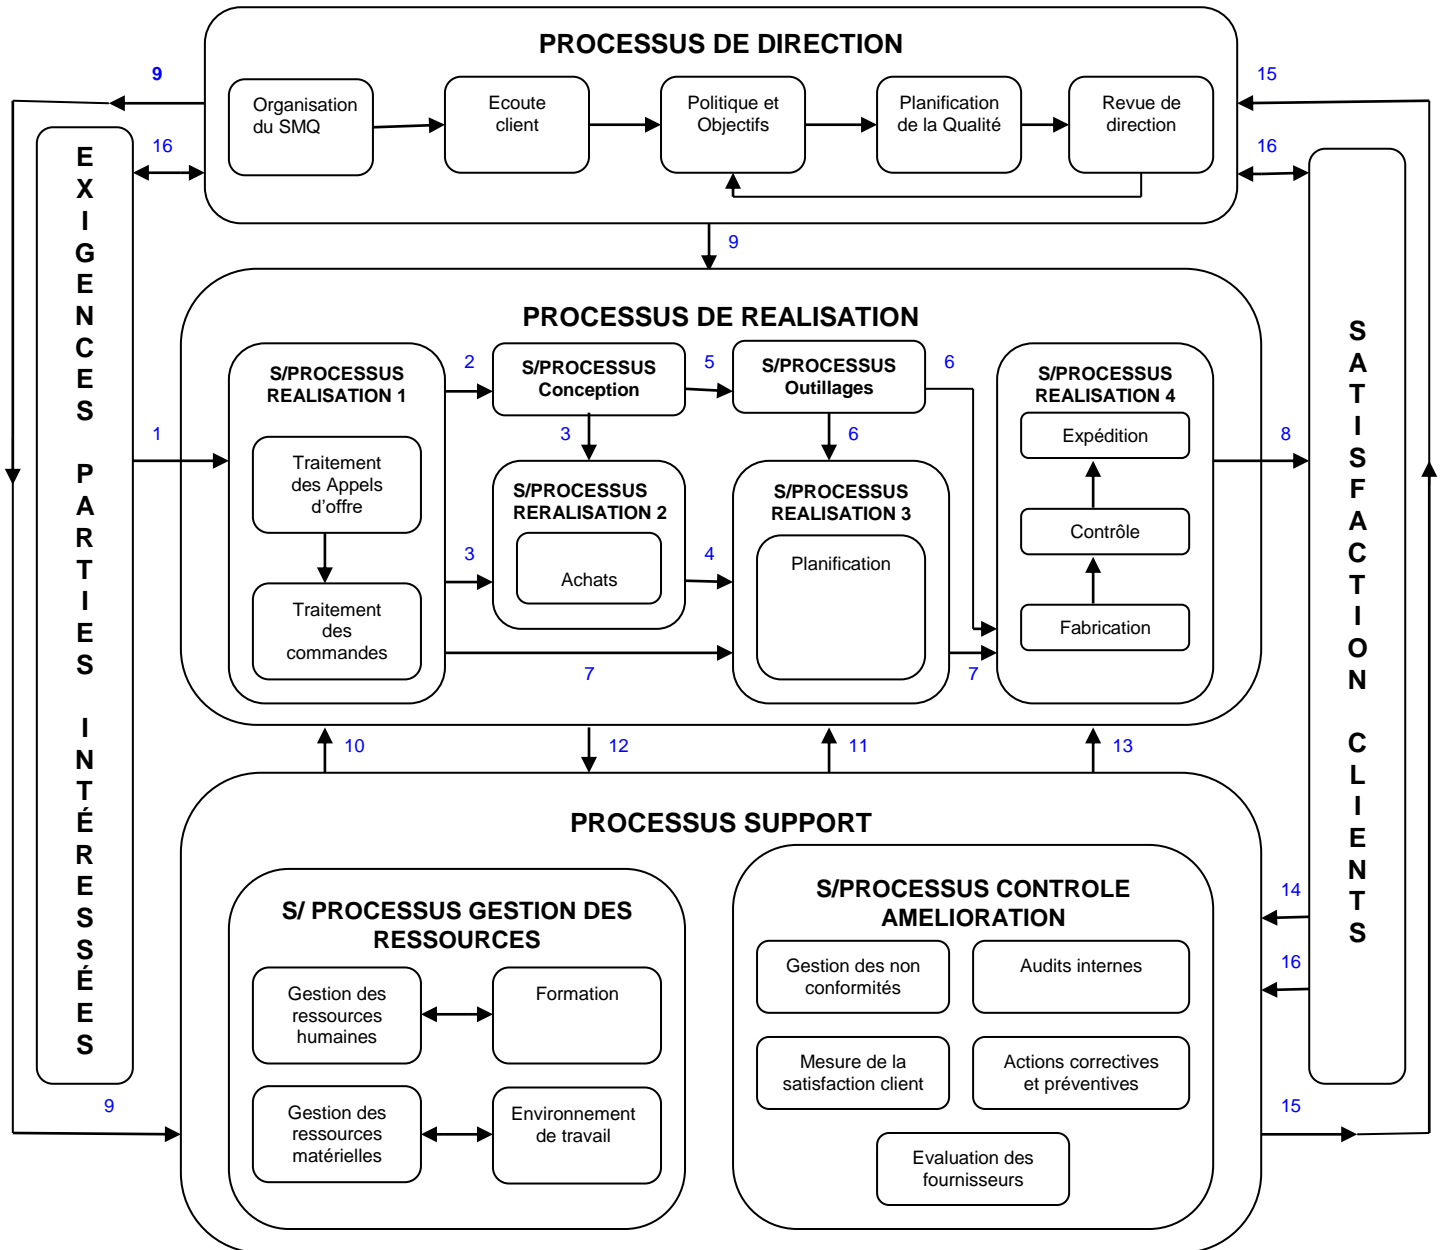 PROCESSUS DE DIRECTION
9
15
Organisation
du SMQ
Ecoute
client
Politique et
Objectifs
Planification
de la Qualité
Revue de
direction
16
16
9
EXIGENCES PARTIES INTÉRESSÉES
SATISFACTION CLIENTS
PROCESSUS DE REALISATION
S/PROCESSUS
REALISATION 1
2
S/PROCESSUS
Conception
5
S/PROCESSUS
Outillages
6
S/PROCESSUS
REALISATION 4
1
3
6
Expédition
8
Traitement
des Appels
d'offre
S/PROCESSUS
RERALISATION 2
S/PROCESSUS
REALISATION 3
3
Achats
4
Planification
Contrôle
Traitement
des
commandes
Fabrication
7
7
10
12
11
13
PROCESSUS SUPPORT
S/ PROCESSUS GESTION DES
RESSOURCES
S/PROCESSUS CONTROLE
AMELIORATION
14
Gestion des
ressources
humaines
Formation
Gestion des non
conformités
Audits internes
16
Mesure de la
satisfaction client
Actions correctives
et préventives
9
Gestion des
ressources
matérielles
Environnement
de travail
15
Evaluation des
fournisseurs